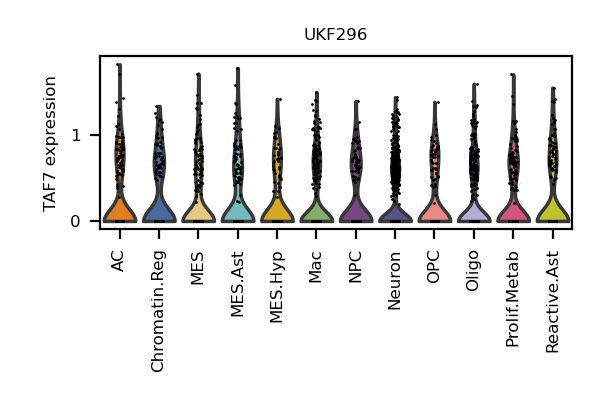 UKF296
TAF7 expression
1
0
AC
Chromatin.Reg
MES
MES.Ast
MES.Hyp
Mac
NPC
Neuron
OPC
Oligo
Prolif.Metab
Reactive.Ast